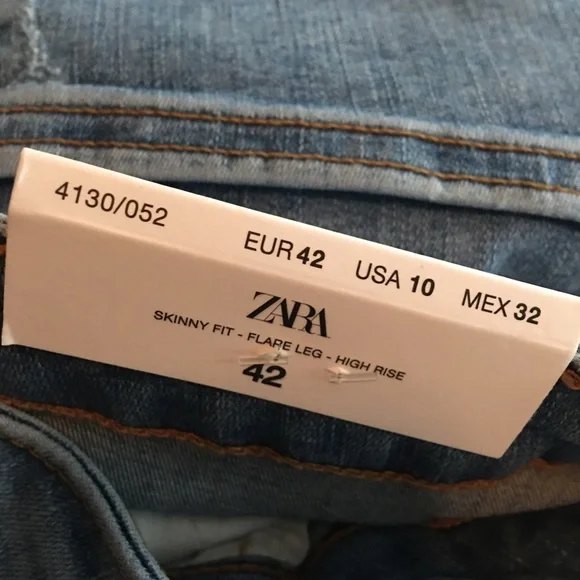 4130/052 EUR 42 USA 10 MEX 32
ZARA
SKINNY FIT - FLARE LEG - HIGH RISE
42